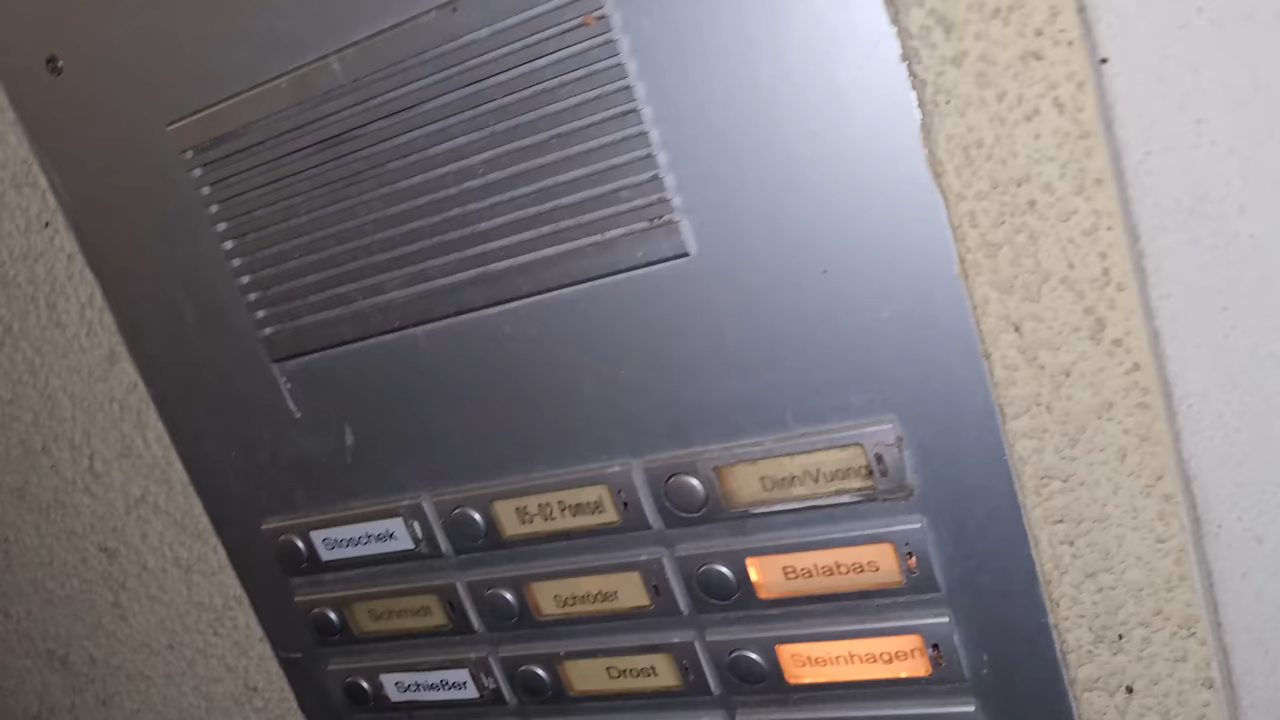 Stoschek
05-02 Pomsel
Dinh/Vuong
Schmidt
Schröder
Balabas
Schießer
Drost
Steinhagen